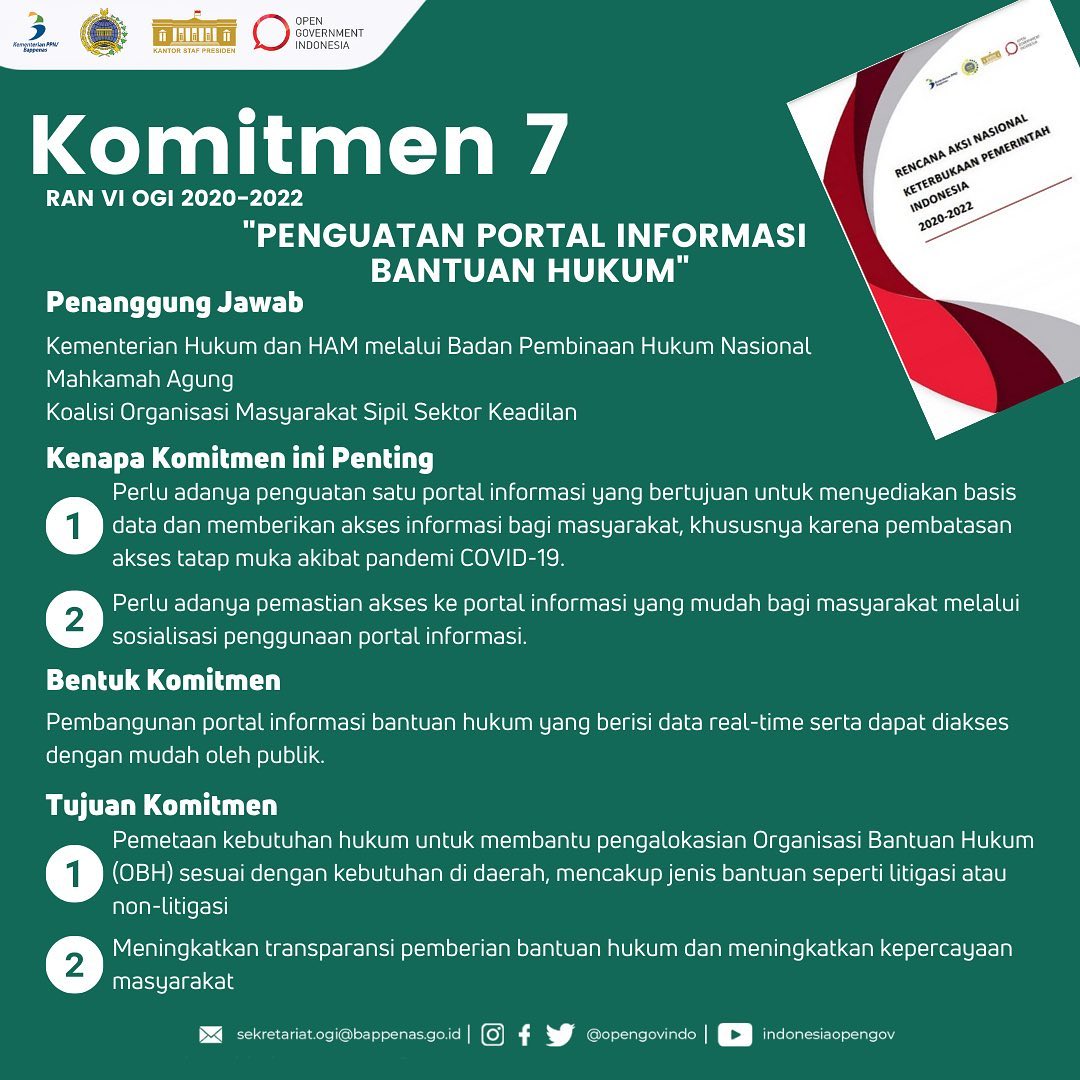 Kementerian PPN/
Bappenas
KANTOR STAF PRESIDEN
OPEN
GOVERNMENT
INDONESIA
OPEN
GOVERNMENT
INDONESIA
RENCANA AKSI NASIONAL
KETERBUKAAN PEMERINTAH
INDONESIA
2020-2022
Komitmen 7
RAN VI OGI 2020-2022
"PENGUATAN PORTAL INFORMASI
BANTUAN HUKUM"
Penanggung Jawab
Kementerian Hukum dan HAM melalui Badan Pembinaan Hukum Nasional
Mahkamah Agung
Koalisi Organisasi Masyarakat Sipil Sektor Keadilan
Kenapa Komitmen ini Penting
1 Perlu adanya penguatan satu portal informasi yang bertujuan untuk menyediakan basis
data dan memberikan akses informasi bagi masyarakat, khususnya karena pembatasan
akses tatap muka akibat pandemi COVID-19.
2 Perlu adanya pemastian akses ke portal informasi yang mudah bagi masyarakat melalui
sosialisasi penggunaan portal informasi.
Bentuk Komitmen
Pembangunan portal informasi bantuan hukum yang berisi data real-time serta dapat diakses
dengan mudah oleh publik.
Tujuan Komitmen
1 Pemetaan kebutuhan hukum untuk membantu pengalokasian Organisasi Bantuan Hukum
(OBH) sesuai dengan kebutuhan di daerah, mencakup jenis bantuan seperti litigasi atau
non-litigasi
2 Meningkatkan transparansi pemberian bantuan hukum dan meningkatkan kepercayaan
masyarakat
sekretariat.ogi@bappenas.go.id | @opengovindo | indonesiaopengov